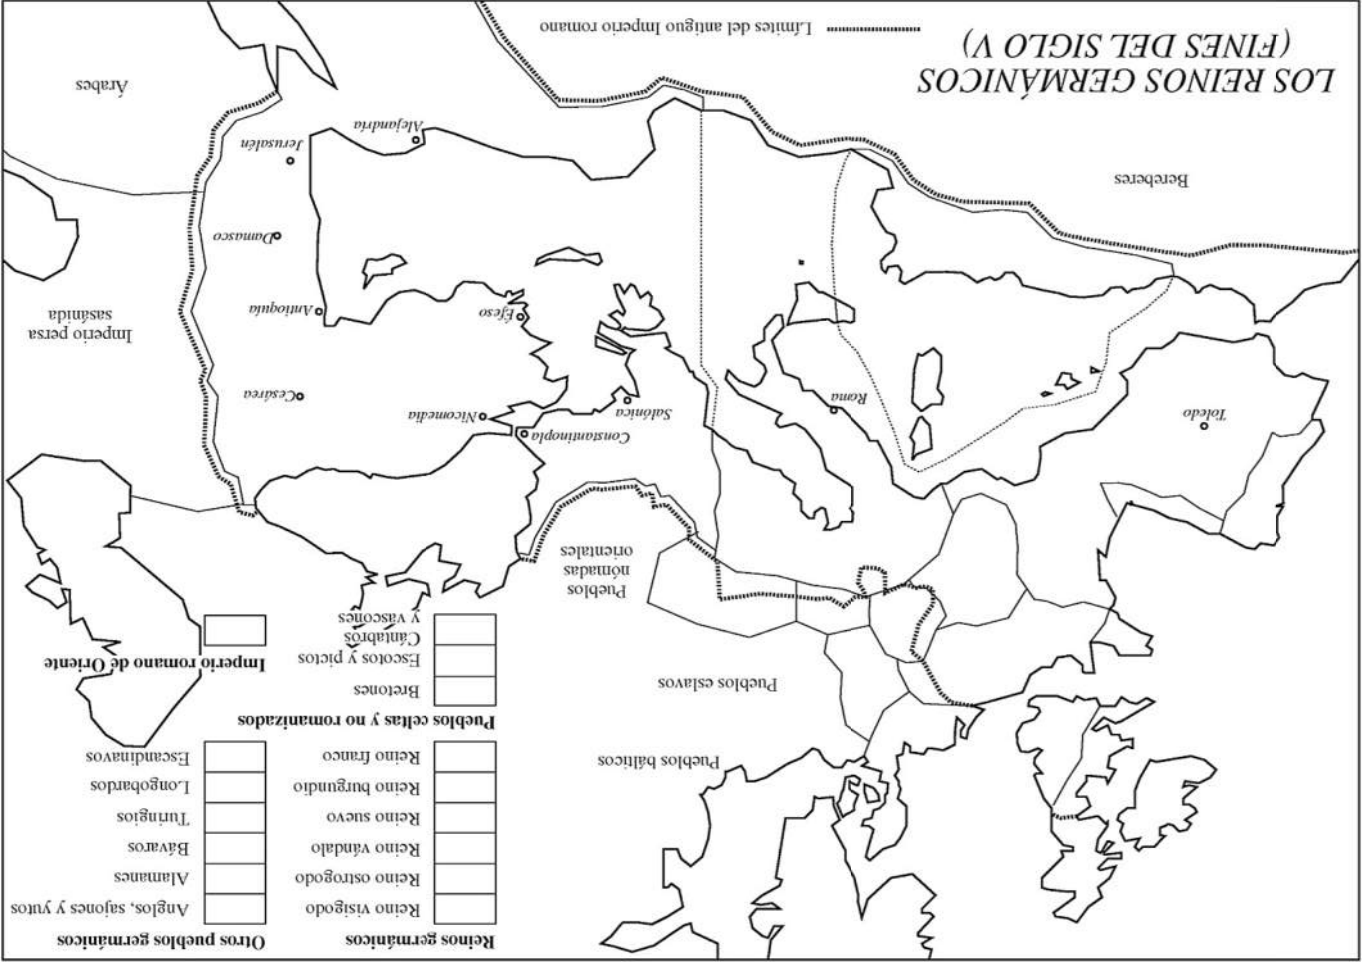 Reinos germánicos
Reino visigodo
Reino ostrogodo
Reino vándalo
Reino suevo
Reino burgundio
Reino franco
Pueblos celtas y no romanizados
Bretones
Escotos y pictos
Cántabros
y vascones
Otros pueblos germánicos
Anglos, sajones y yutos
Alamanes
Bávaros
Turingios
Longobardos
Escandinavos
Imperio romano de Oriente
Pueblos bálticos
Pueblos eslavos
Pueblos
nómadas
orientales
Toledo
Roma
Salónica
Constantinopla
Nicomedia
Cesárea
Éfeso
Antioquía
Imperio persa
sasánida
Damasco
Jerusalén
Alejandría
Árabes
Bereberes
LOS REINOS GERMÁNICOS
(FINES DEL SIGLO V)
Límites del antiguo Imperio romano